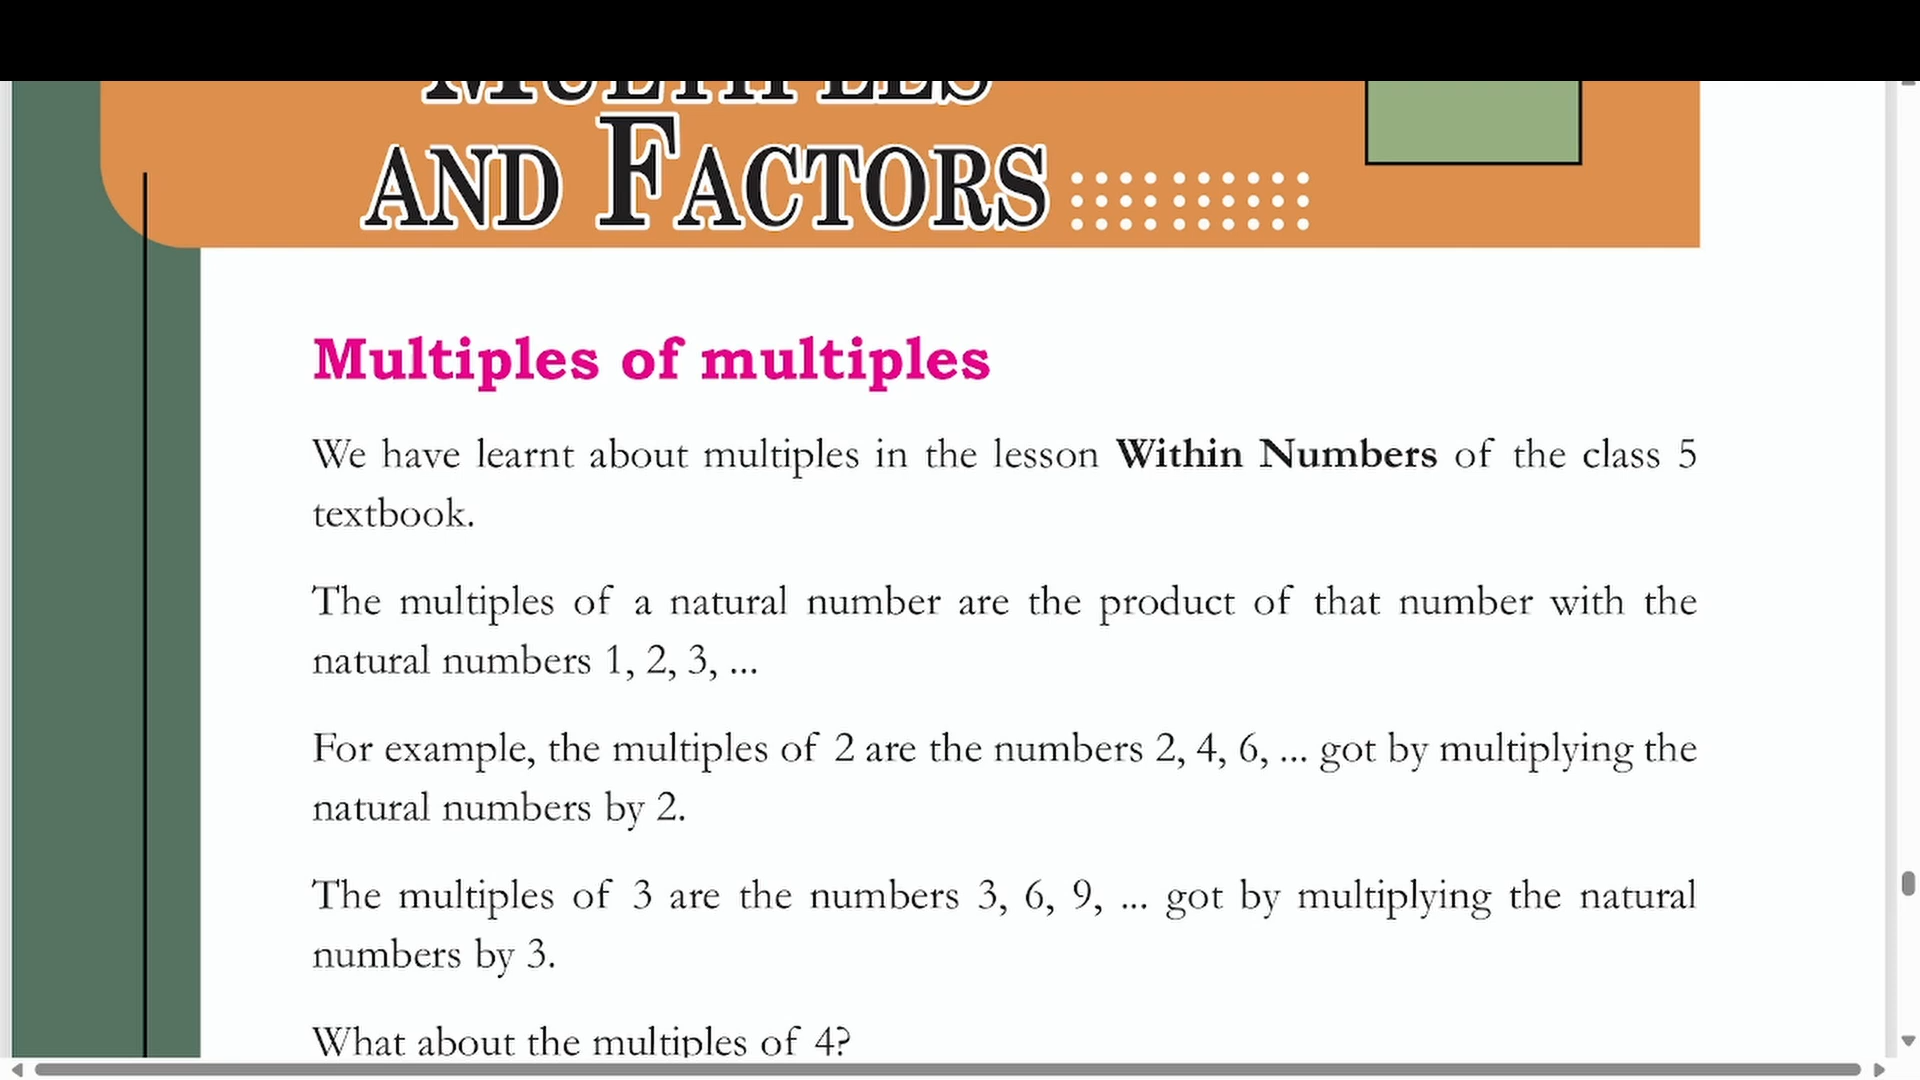 MULTIPLES
AND FACTORS
Multiples of multiples
We have learnt about multiples in the lesson Within Numbers of the class 5
textbook.
The multiples of a natural number are the product of that number with the
natural numbers 1, 2, 3, ...
For example, the multiples of 2 are the numbers 2, 4, 6, ... got by multiplying the
natural numbers by 2.
The multiples of 3 are the numbers 3, 6, 9, ... got by multiplying the natural
numbers by 3.
What about the multiples of 4?